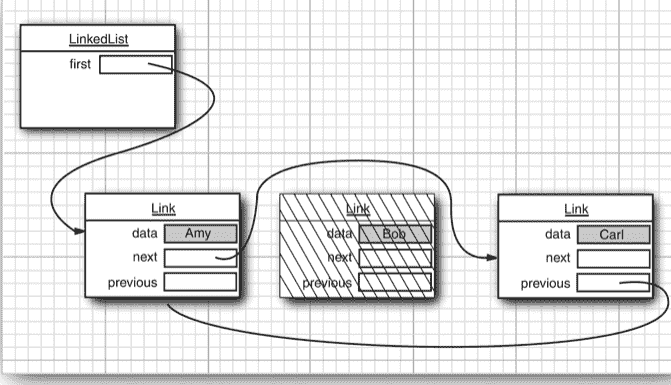 LinkedList
first
Link
data Amy
next
previous
Link
data Bob
next
previous
Link
data Carl
next
previous